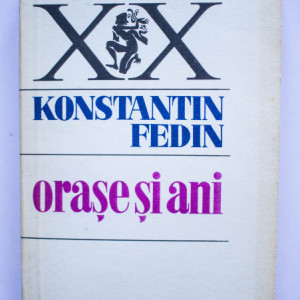 XX
KONSTANTIN
FEDIN
orașe și ani